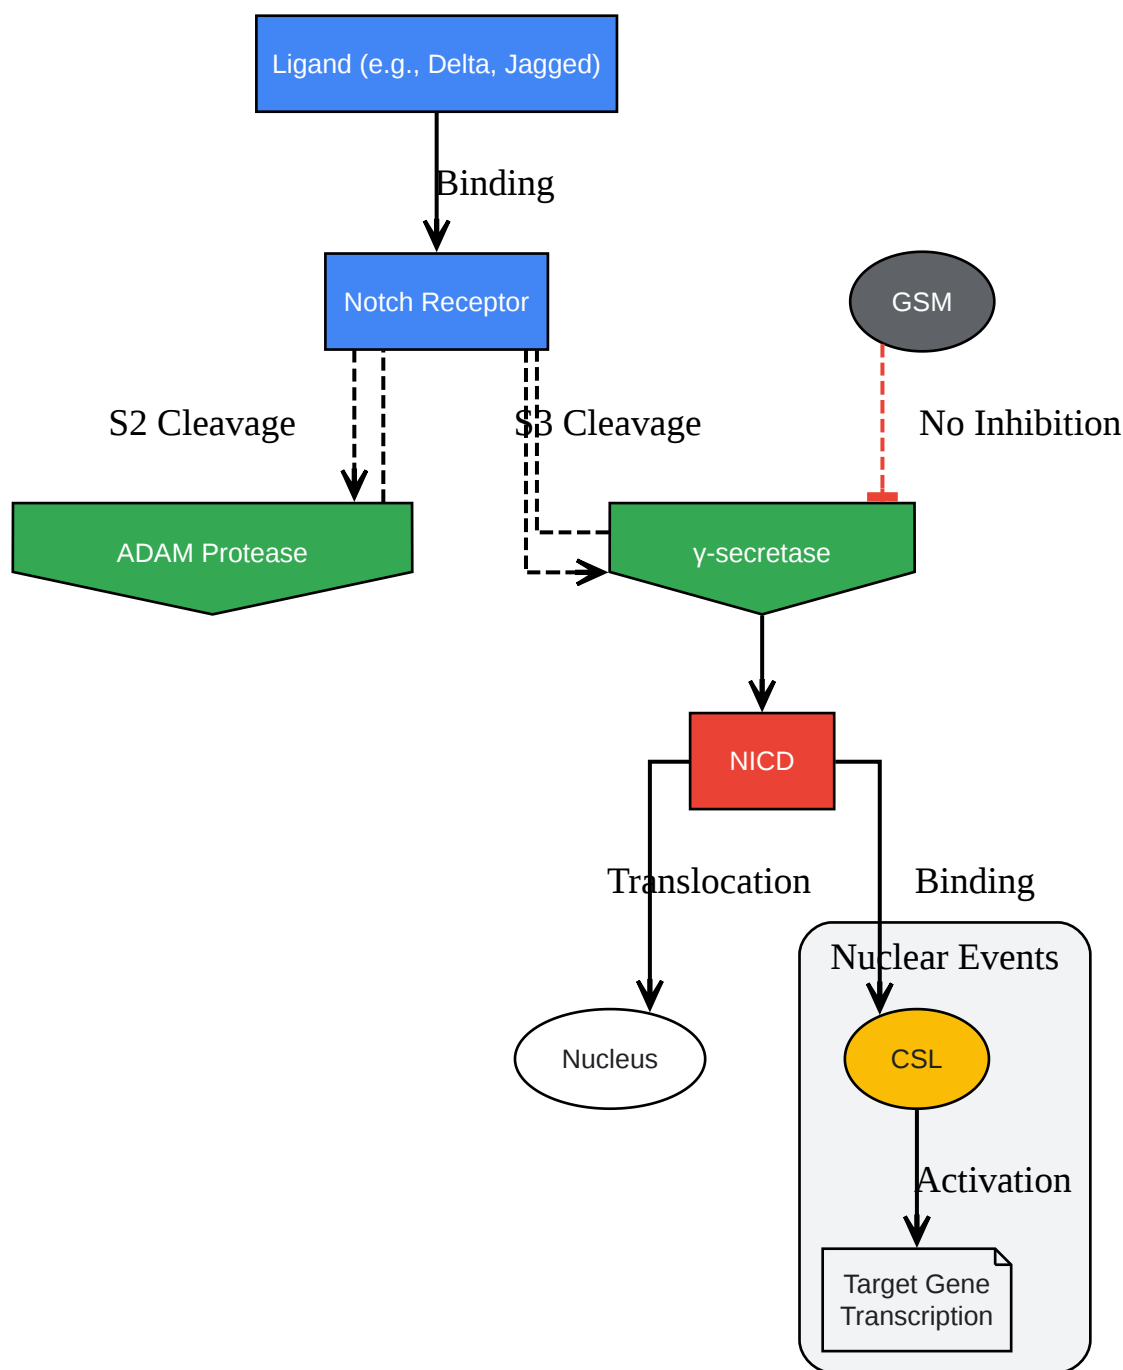 Ligand (e.g., Delta, Jagged)
Binding
Notch Receptor
GSM
S2 Cleavage
S3 Cleavage
No Inhibition
ADAM Protease
γ-secretase
NICD
Translocation
Binding
Nuclear Events
Nucleus
CSL
Activation
Target Gene
Transcription